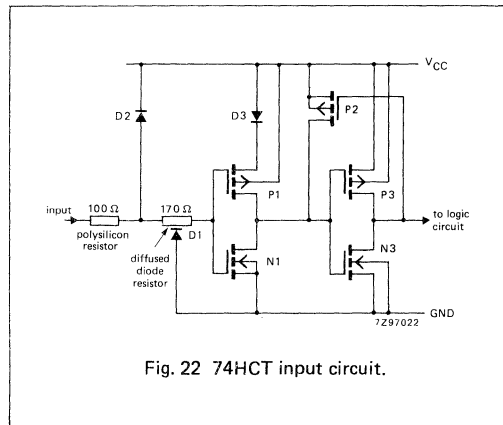 VCC
D2
D3
P2
P1
P3
input
100 Ω
170 Ω
to logic
circuit
polysilicon
resistor
D1
diffused
diode
resistor
N1
N3
GND
7Z97022
Fig. 22 74HCT input circuit.